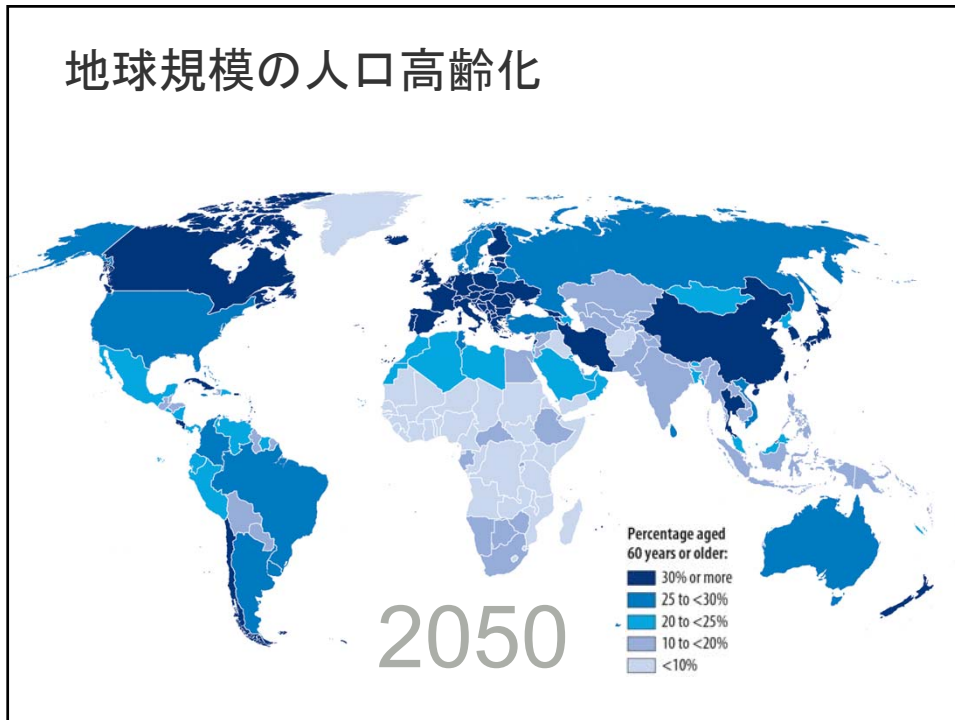 地球規模の人口高齢化
Percentage aged
60 years or older:
30% or more
25 to <30%
20 to <25%
10 to <20%
<10%
2050